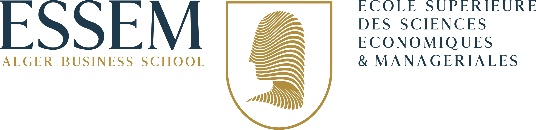 ESSEM
ALGER BUSINESS SCHOOL
ECOLE SUPERIEURE
DES SCIENCES
ECONOMIQUES
& MANAGERIALES